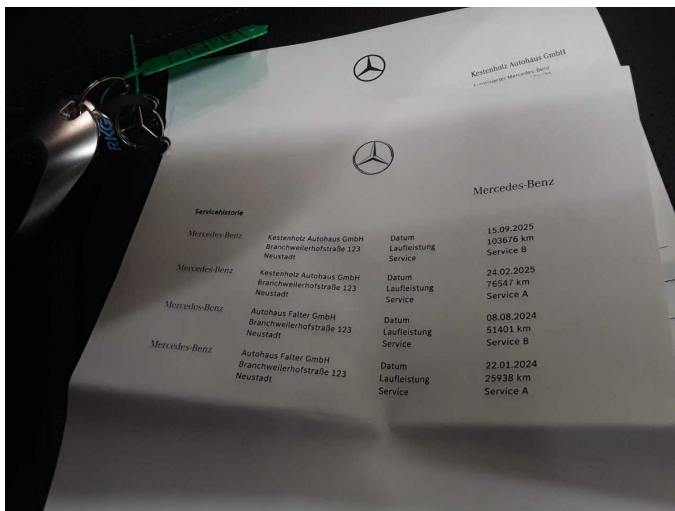 Kestenholz Autohaus GmbH
Mercedes-Benz
RKG
Mercedes-Benz
Servicehistorie
Mercedes-Benz Kestenholz Autohaus GmbH Datum 15.09.2025
Branchweilerhofstraße 123 Laufleistung 103676 km
Neustadt Service Service B
Mercedes-Benz Kestenholz Autohaus GmbH Datum 24.02.2025
Branchweilerhofstraße 123 Laufleistung 76547 km
Neustadt Service Service A
Mercedes-Benz Autohaus Falter GmbH Datum 08.08.2024
Branchweilerhofstraße 123 Laufleistung 51401 km
Neustadt Service Service B
Mercedes-Benz Autohaus Falter GmbH Datum 22.01.2024
Branchweilerhofstraße 123 Laufleistung 25938 km
Neustadt Service Service A